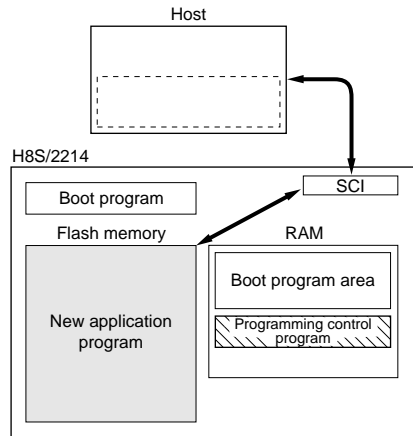 Host
H8S/2214
SCI
Boot program
Flash memory
RAM
Boot program area
New application
program
Programming control
program